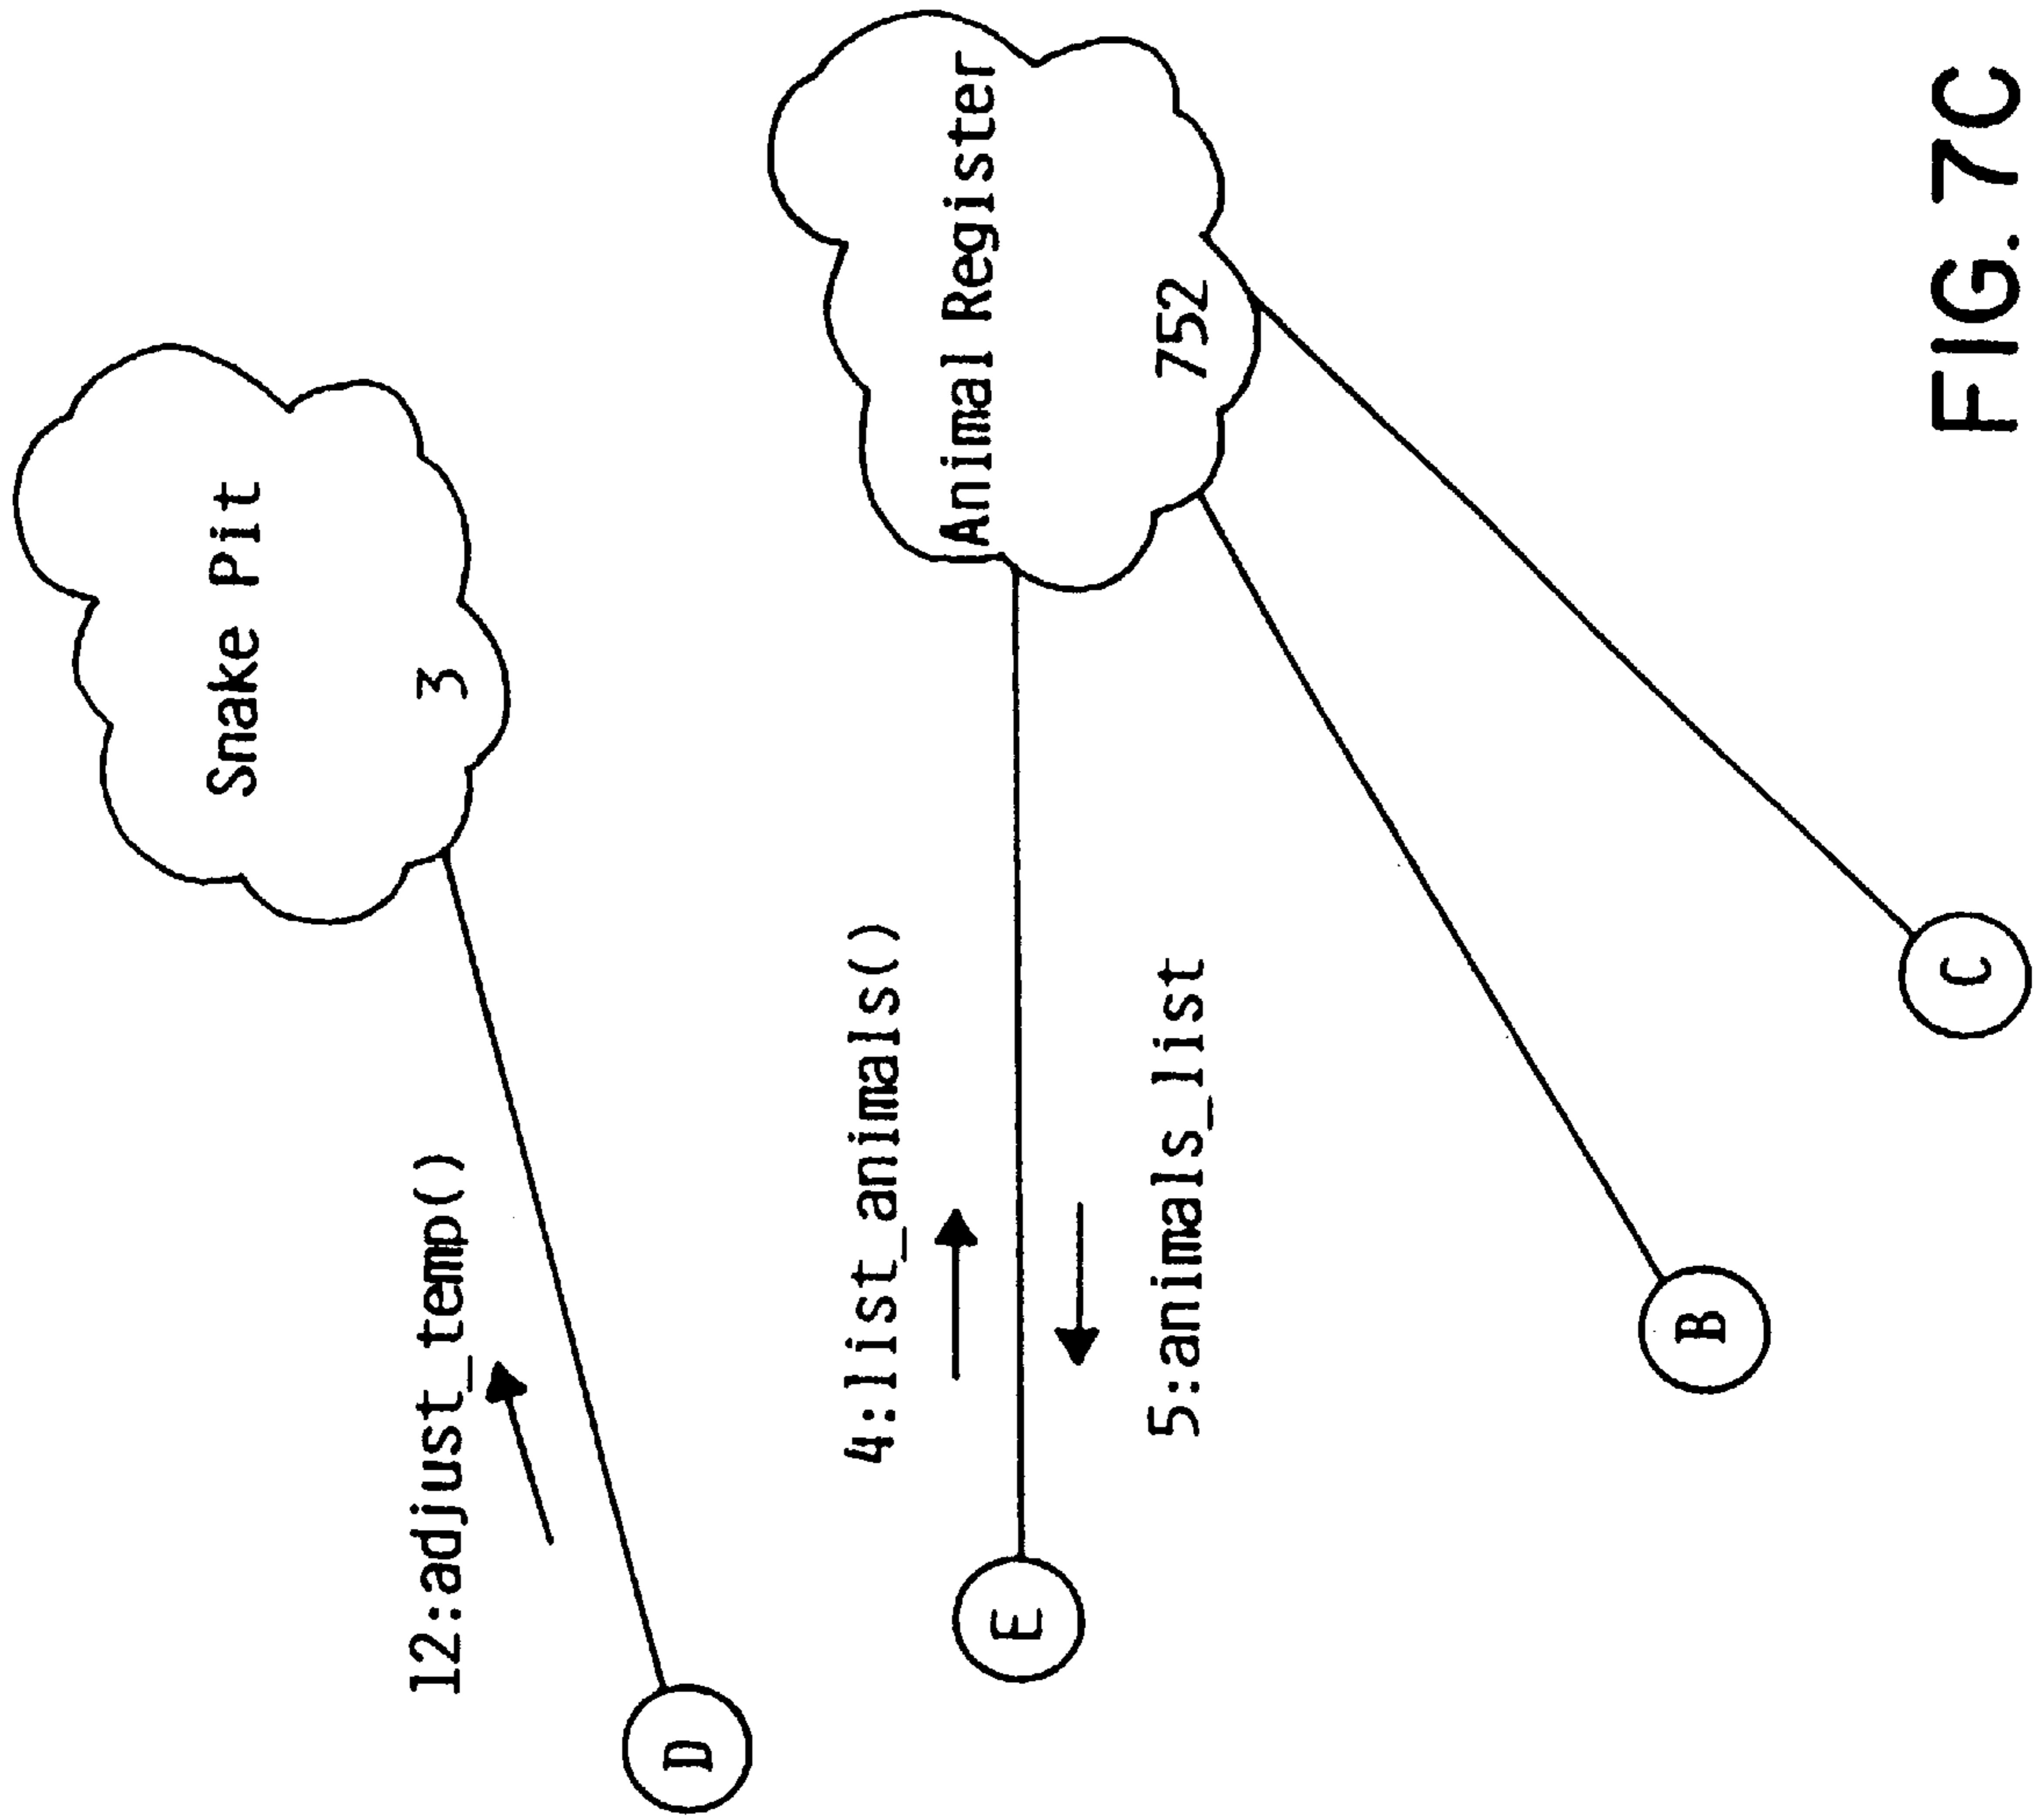 Snake Pit
3
12:adjust_temp()
D
4:list_animals()
Animal Register
E
5:animals_list
752
B
C
FIG. 7C